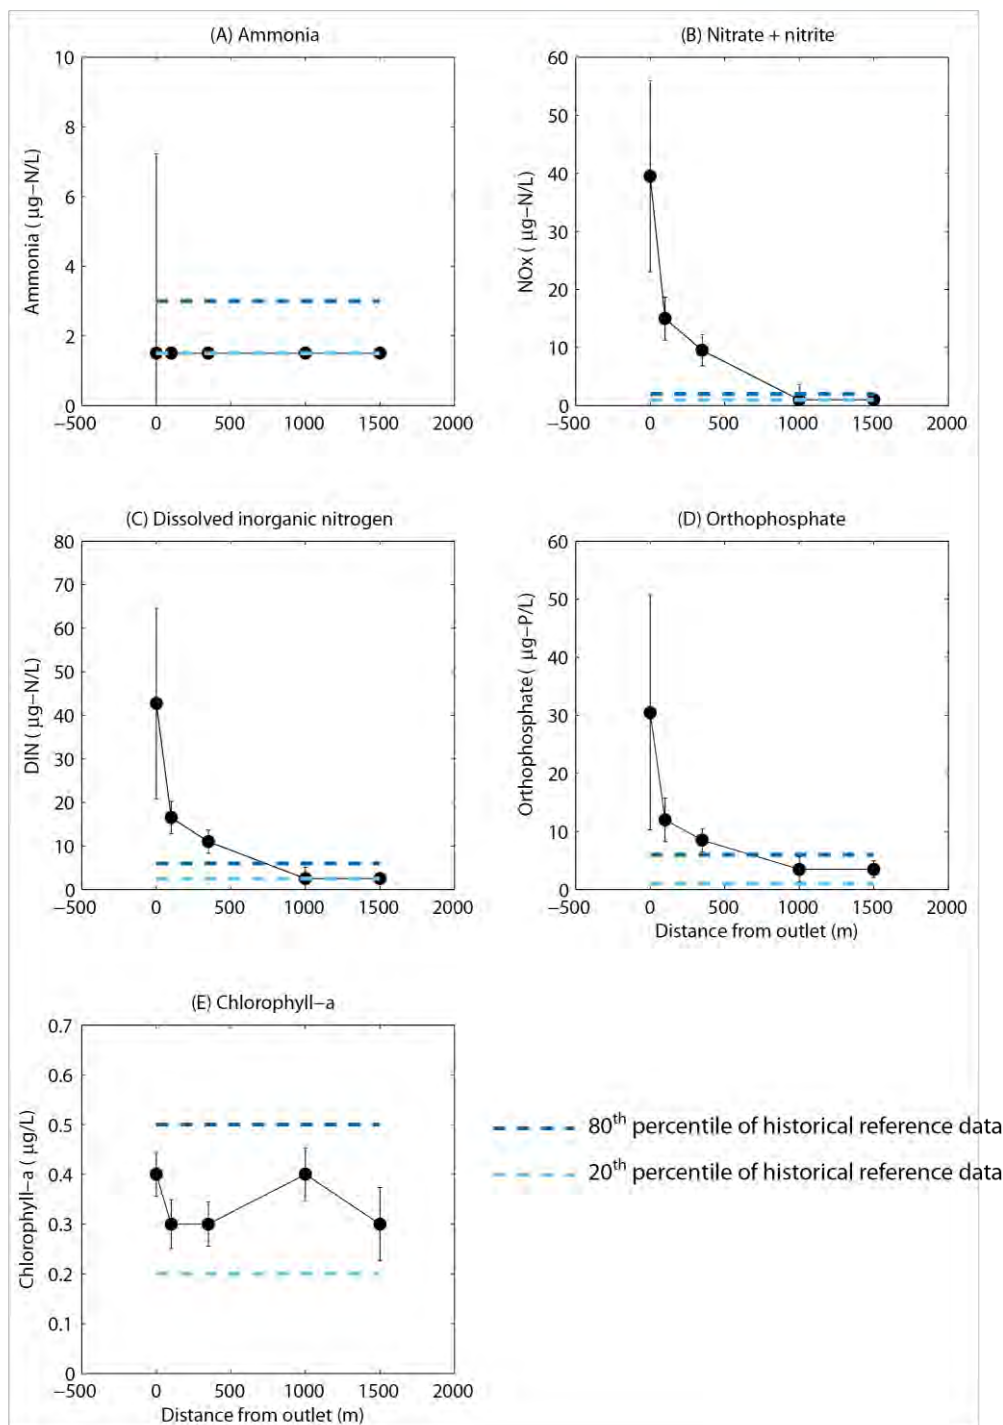 (A) Ammonia
10
8
6
4
2
0
Ammonia ( µg−N/L)
−500 0 500 1000 1500 2000
(B) Nitrate + nitrite
60
50
40
30
20
10
0
NOx ( µg−N/L)
−500 0 500 1000 1500 2000
(C) Dissolved inorganic nitrogen
80
70
60
50
40
30
20
10
0
DIN ( µg−N/L)
−500 0 500 1000 1500 2000
(D) Orthophosphate
60
50
40
30
20
10
0
Orthophosphate ( µg−P/L)
−500 0 500 1000 1500 2000
Distance from outlet (m)
(E) Chlorophyll−a
0.7
0.6
0.5
0.4
0.3
0.2
0.1
0
Chlorophyll−a ( µg/L)
−500 0 500 1000 1500 2000
Distance from outlet (m)
80th percentile of historical reference data
20th percentile of historical reference data